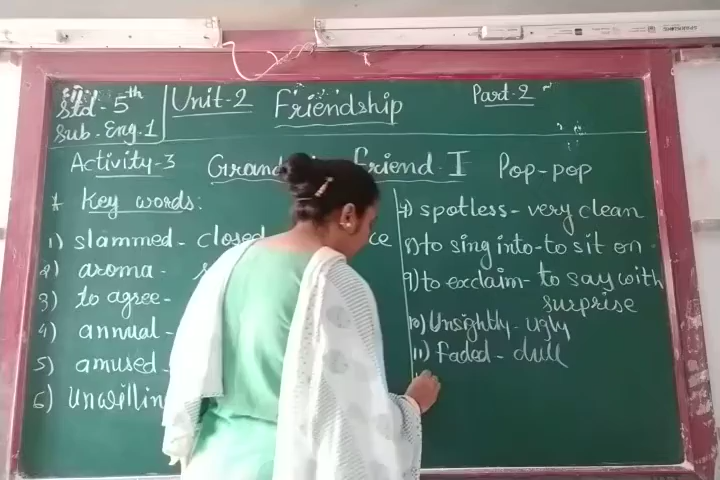 Std - 5th
Sub. Eng. 1
Unit-2 Friendship Part-2
Activity-3 Friend-I Pop-pop
* Key words:
1) slammed - closed
2) aroma -
3) to agree -
4) annual -
5) amused
6) Unwillin
7) spotless - very clean
8) to sing into - to sit on
9) to exclaim - to say with
surprise
10) Unsightly - ugly
11) faded - dull